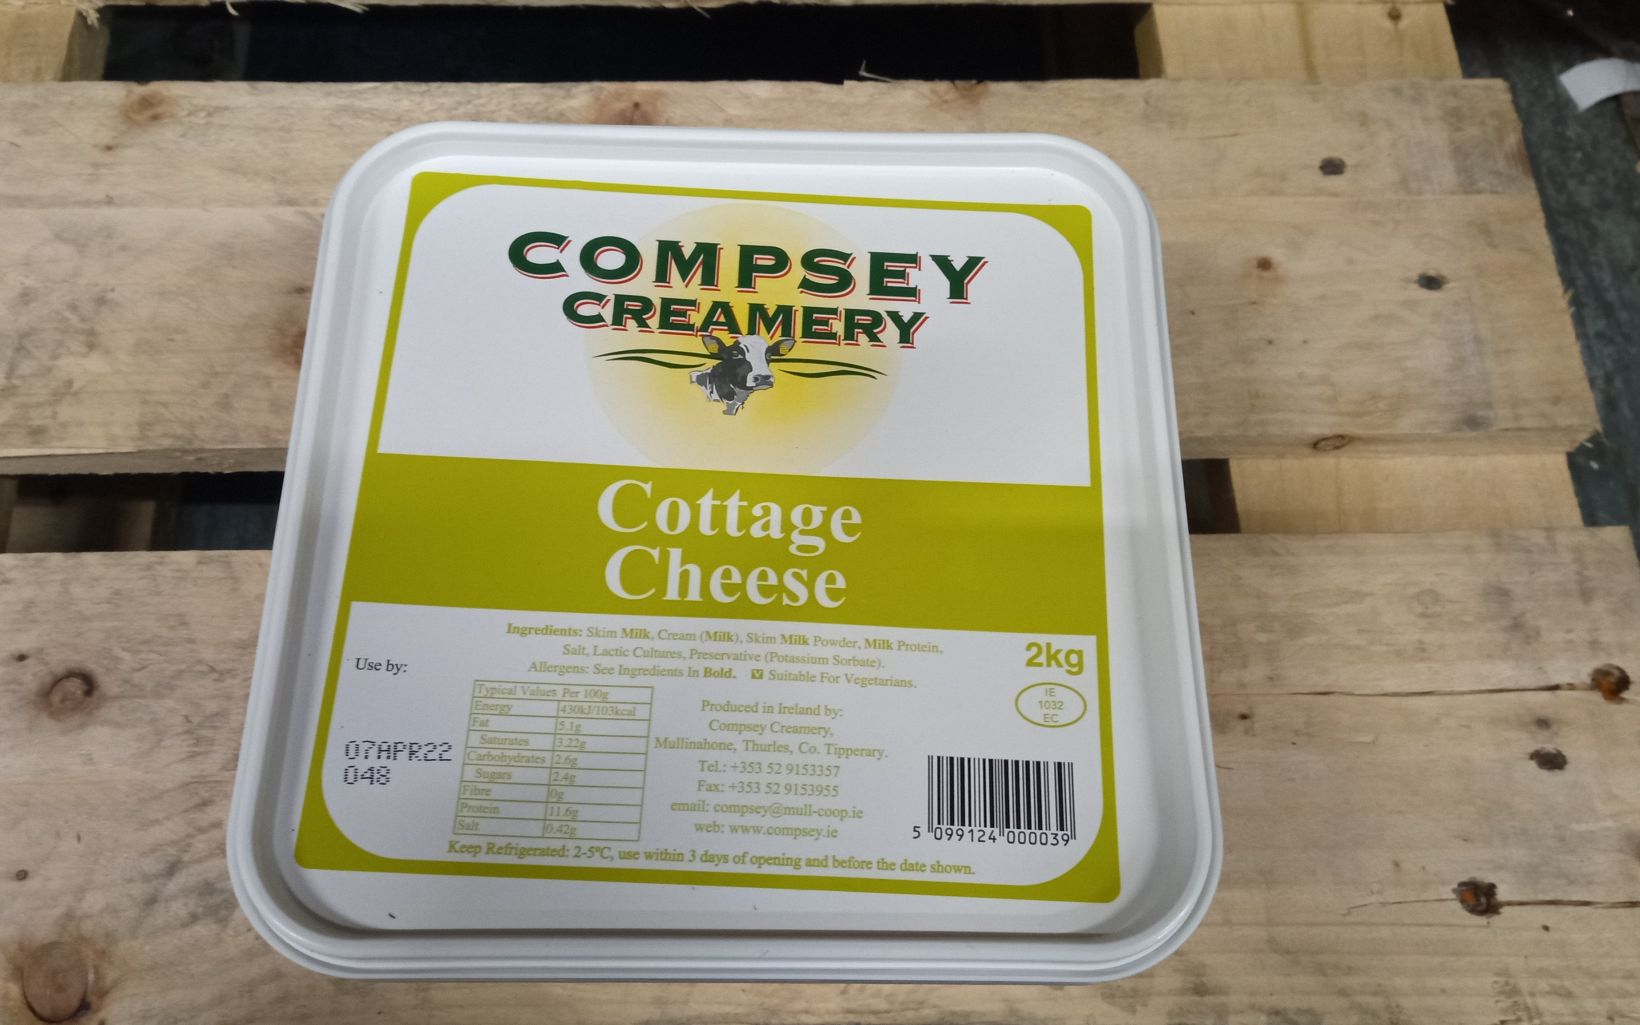 COMPSEY
CREAMERY
Cottage
Cheese
Ingredients: Skim Milk, Cream (Milk), Skim Milk Powder, Milk Protein,
Salt, Lactic Cultures, Preservative (Potassium Sorbate).
Allergens: See Ingredients In Bold. V Suitable For Vegetarians.
2kg
IE
1032
EC
Use by:
07APR22
048
Typical Values Per 100g
Energy 430kJ/103kcal
Fat 5.1g
Saturates 3.22g
Carbohydrates 2.6g
Sugars 2.4g
Fibre 0g
Protein 11.6g
Salt 0.42g
Produced in Ireland by:
Compsey Creamery,
Mullinahone, Thurles, Co. Tipperary.
Tel.: +353 52 9153357
Fax: +353 52 9153955
email: compsey@mull-coop.ie
web: www.compsey.ie
5 099124 000039
Keep Refrigerated: 2-5°C, use within 3 days of opening and before the date shown.